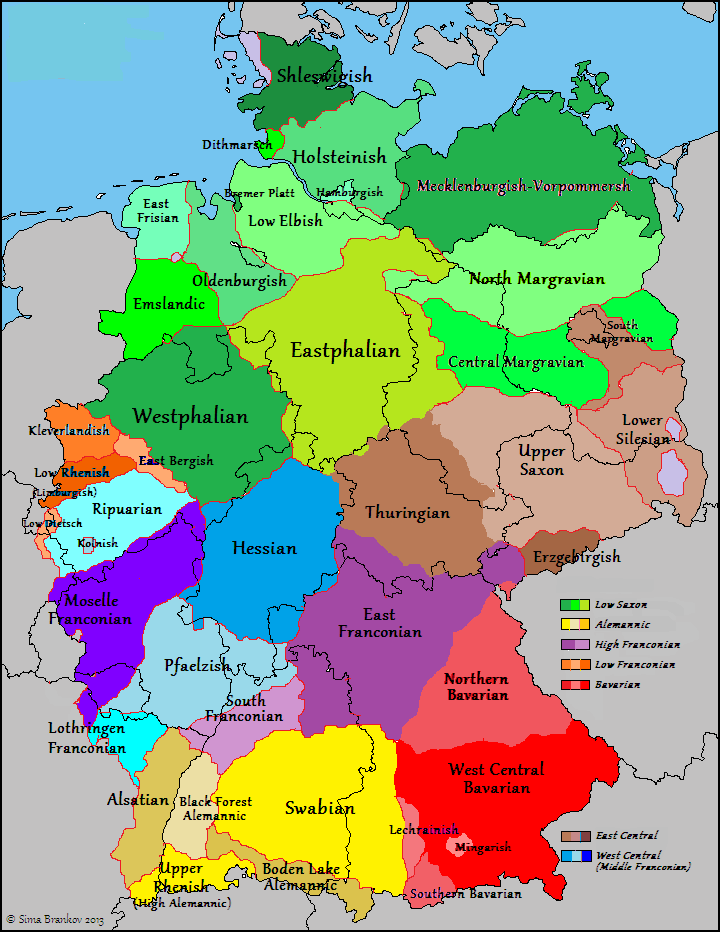 Shleswigish
Dithmarsch
Holsteinish
Mecklenburgish-Vorpommersh
Bremer Platt
Hamburgish
East
Frisian
Low Elbish
Oldenburgish
North Margravian
Emslandic
South
Margravian
Eastphalian
Central Margravian
Westphalian
Kleverlandish
Lower
Silesian
East Bergish
Upper
Saxon
Low Rhenish
(Limburgish)
Ripuarian
Thuringian
Low Dietsch
Kolnish
Hessian
Erzgebirgish
Moselle
Franconian
East
Franconian
Low Saxon
Alemannic
High Franconian
Low Franconian
Bavarian
Pfaelzish
Northern
Bavarian
South
Franconian
Lothringen
Franconian
West Central
Bavarian
Alsatian
Black Forest
Alemannic
Swabian
Lechrainish
Mingarish
East Central
West Central
(Middle Franconian)
Upper
Rhenish
(High Alemannic)
Boden Lake
Alemannic
Southern Bavarian
© Sima Brankov 2013